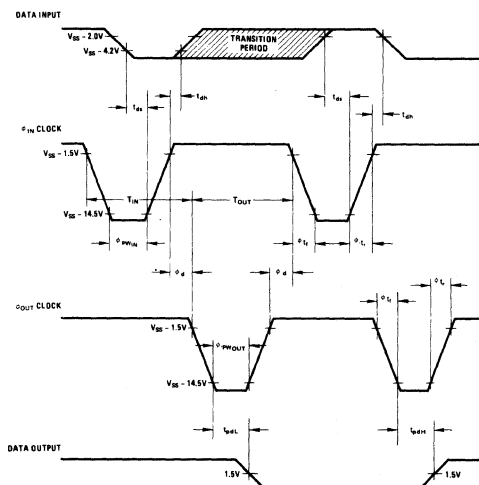 DATA INPUT
VSS – 2.0V
VSS – 4.2V
TRANSITION
PERIOD
tds
tdh
tds
tdh
ϕIN CLOCK
VSS – 1.5V
TIN
TOUT
VSS – 14.5V
ϕPWIN
ϕtf
ϕtr
ϕd
ϕd
ϕtf
ϕtr
ϕOUT CLOCK
VSS – 1.5V
ϕPWOUT
VSS – 14.5V
tpdL
tpdH
DATA OUTPUT
1.5V
1.5V